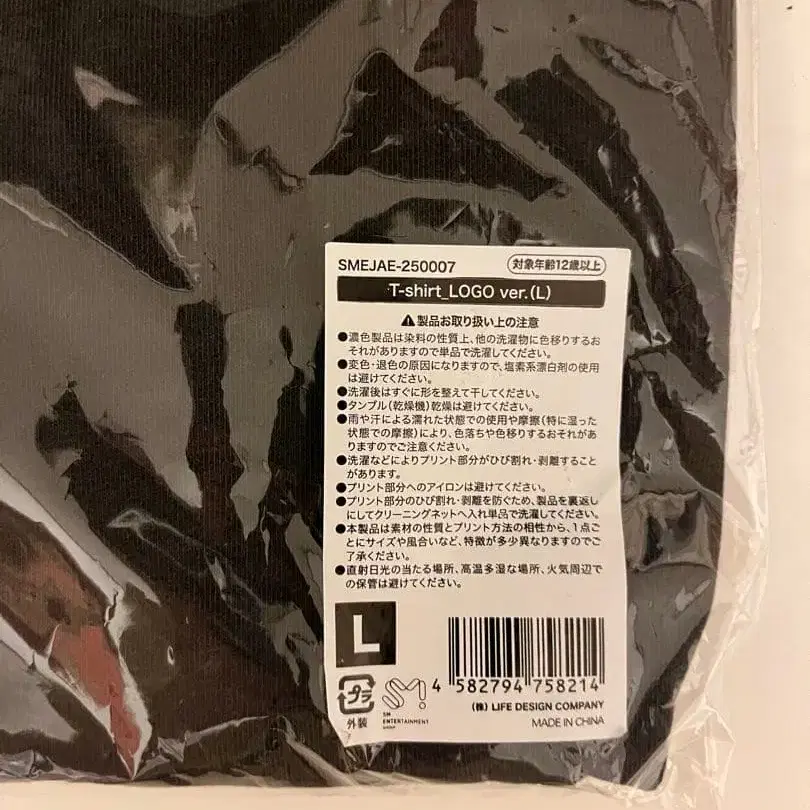 SMEJAE-250007
対象年齢12歳以上
T-shirt_LOGO ver.(L)
⚠製品お取り扱い上の注意
●濃色製品は染料の性質上、他の洗濯物に色移りするお
それがありますので単品で洗濯してください。
●変色・退色の原因になりますので、塩素系漂白剤の使用
は避けてください。
●洗濯後はすぐに形を整えて干してください。
●タンブル(乾燥機)乾燥は避けてください。
●雨や汗による濡れた状態での使用や摩擦(特に湿った
状態での摩擦)により、色落ちや色移りするおそれがあ
りますのでご注意ください。
●洗濯などによりプリント部分がひび割れ・剥離すること
があります。
●プリント部分へのアイロンは避けてください。
●プリント部分のひび割れ・剥離を防ぐため、製品を裏返し
にしてクリーニングネットへ入れ単品で洗濯してください。
●本製品は素材の性質とプリント方法の相性から、1点ご
とにサイズや風合いなど、特徴が多少異なりますのでご
了承ください。
●直射日光の当たる場所、高温多湿な場所、火気周辺で
の保管は避けてください。
L
プラ
外装
SM!
SM
ENTERTAINMENT
GROUP
4 582794 758214
(株) LIFE DESIGN COMPANY
MADE IN CHINA